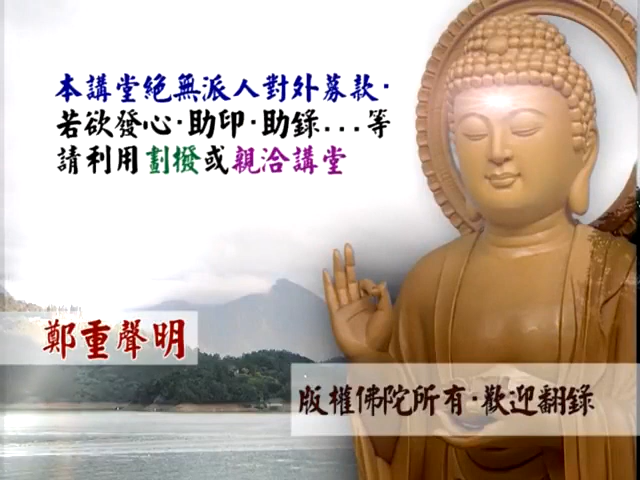 本講堂絕無派人對外募款·
若欲發心·助印·助錄...等
請利用劃撥或親洽講堂
鄭重聲明
版權佛陀所有·歡迎翻錄